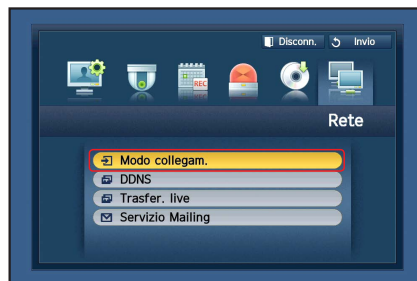 Disconn. Invio
REC
Rete
Modo collegam.
DDNS
Trasfer. live
Servizio Mailing